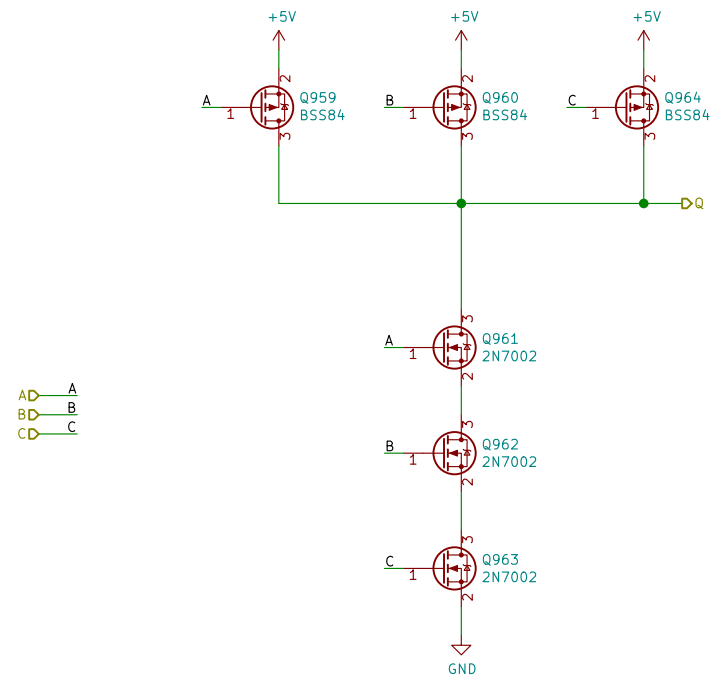 +5V +5V +5V
2 2 2
A Q959 B Q960 C Q964
1 BSS84 1 BSS84 1 BSS84
3 3 3
Q
3
A Q961
1 2N7002
2
A A
B B
C C
3
B Q962
1 2N7002
2
3
C Q963
1 2N7002
2
GND